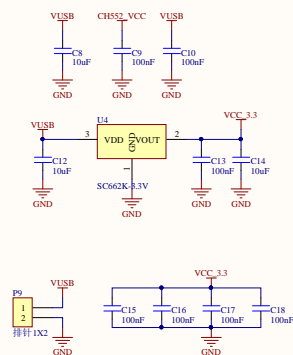 VUSB CH552_VCC VUSB
C8 C9 C10
10uF 100nF 100nF
GND GND GND
U4
VUSB VCC_3.3
3 VDD VOUT 2
GND
C12 C13 C14
10uF 100nF 10uF
1
SC662K-3.3V
GND GND GND
GND
P9 VUSB VCC_3.3
1
2
排针1X2
C15 C16 C17 C18
100nF 100nF 100nF 100nF
GND GND